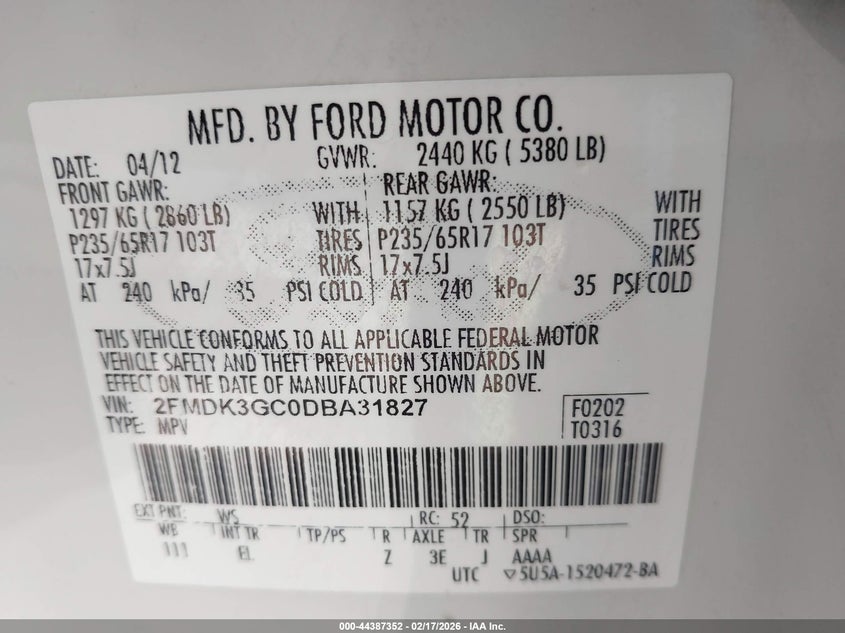 MFD. BY FORD MOTOR CO.
DATE: 04/12 GVWR: 2440 KG ( 5380 LB)
FRONT GAWR: REAR GAWR:
1297 KG ( 2860 LB) WITH 1157 KG ( 2550 LB) WITH
P235/65R17 103T TIRES P235/65R17 103T TIRES
17x7.5J RIMS 17x7.5J RIMS
AT 240 kPa/ 35 PSI COLD AT 240 kPa/ 35 PSI COLD
THIS VEHICLE CONFORMS TO ALL APPLICABLE FEDERAL MOTOR
VEHICLE SAFETY AND THEFT PREVENTION STANDARDS IN
EFFECT ON THE DATE OF MANUFACTURE SHOWN ABOVE.
VIN: 2FMDK3GC0DBA31827 F0202
TYPE: MPV T0316
EXT PNT: WS RC: 52 DSO:
WB INT TR TP/PS R AXLE TR SPR
111 EL Z 3E J AAAA
UTC ▽5U5A-1520472-BA
000-44387352 | 02/17/2026 - IAA Inc.